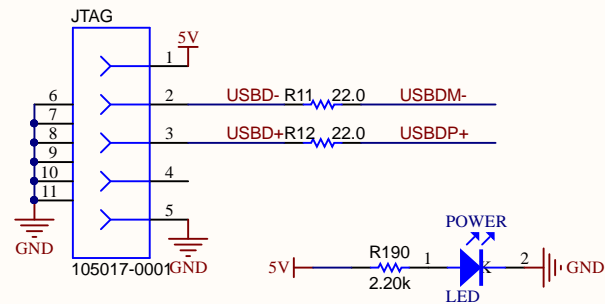 JTAG
5V
1
6
2
USBD-
R11
22.0
USBDM-
7
8
3
USBD+
R12
22.0
USBDP+
9
10
4
11
5
GND
GND
105017-0001
POWER
R190
5V
1
K
2
GND
2.20k
LED